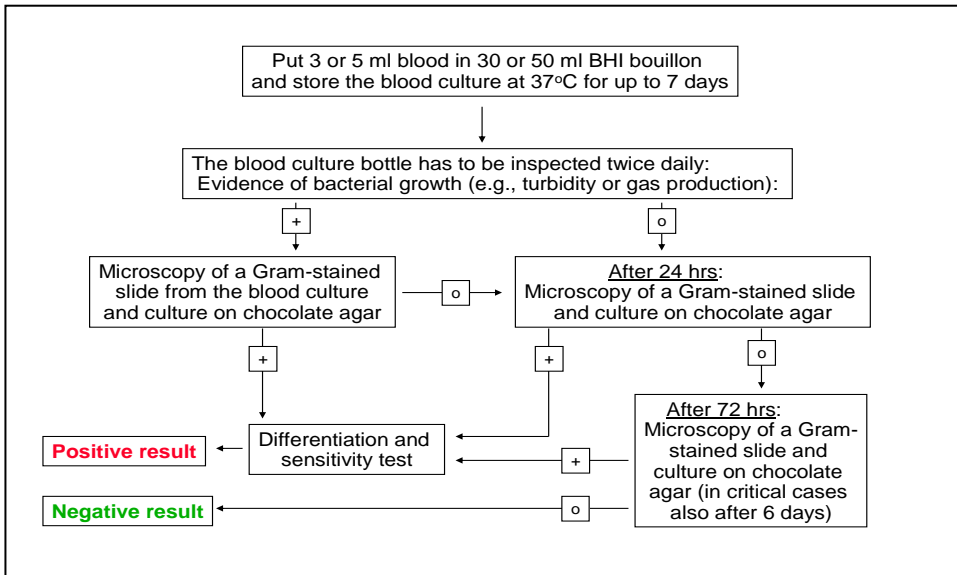 Put 3 or 5 ml blood in 30 or 50 ml BHI bouillon
and store the blood culture at 37°C for up to 7 days
The blood culture bottle has to be inspected twice daily:
Evidence of bacterial growth (e.g., turbidity or gas production):
+
o
Microscopy of a Gram-stained
slide from the blood culture
and culture on chocolate agar
o
After 24 hrs:
Microscopy of a Gram-stained slide
and culture on chocolate agar
+
+
o
After 72 hrs:
Microscopy of a Gram-
stained slide and
culture on chocolate
agar (in critical cases
also after 6 days)
Differentiation and
sensitivity test
+
Positive result
o
Negative result